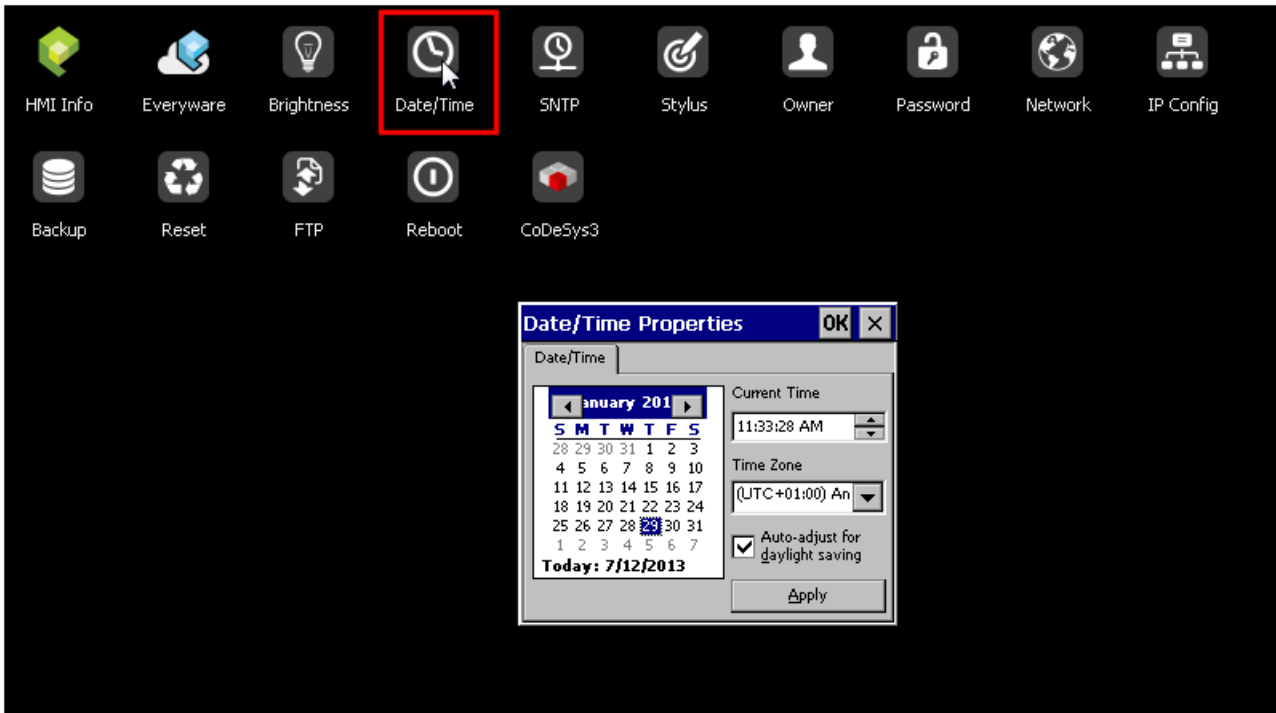 HMI Info Everyware Brightness Date/Time SNTP Stylus Owner Password Network IP Config
Backup Reset FTP Reboot CoDeSys3
Date/Time Properties OK
Date/Time
anuary 201
S M T W T F S
28 29 30 31 1 2 3
4 5 6 7 8 9 10
11 12 13 14 15 16 17
18 19 20 21 22 23 24
25 26 27 28 29 30 31
1 2 3 4 5 6 7
Today: 7/12/2013
Current Time
11:33:28 AM
Time Zone
(UTC+01:00) An
Auto-adjust for
daylight saving
Apply